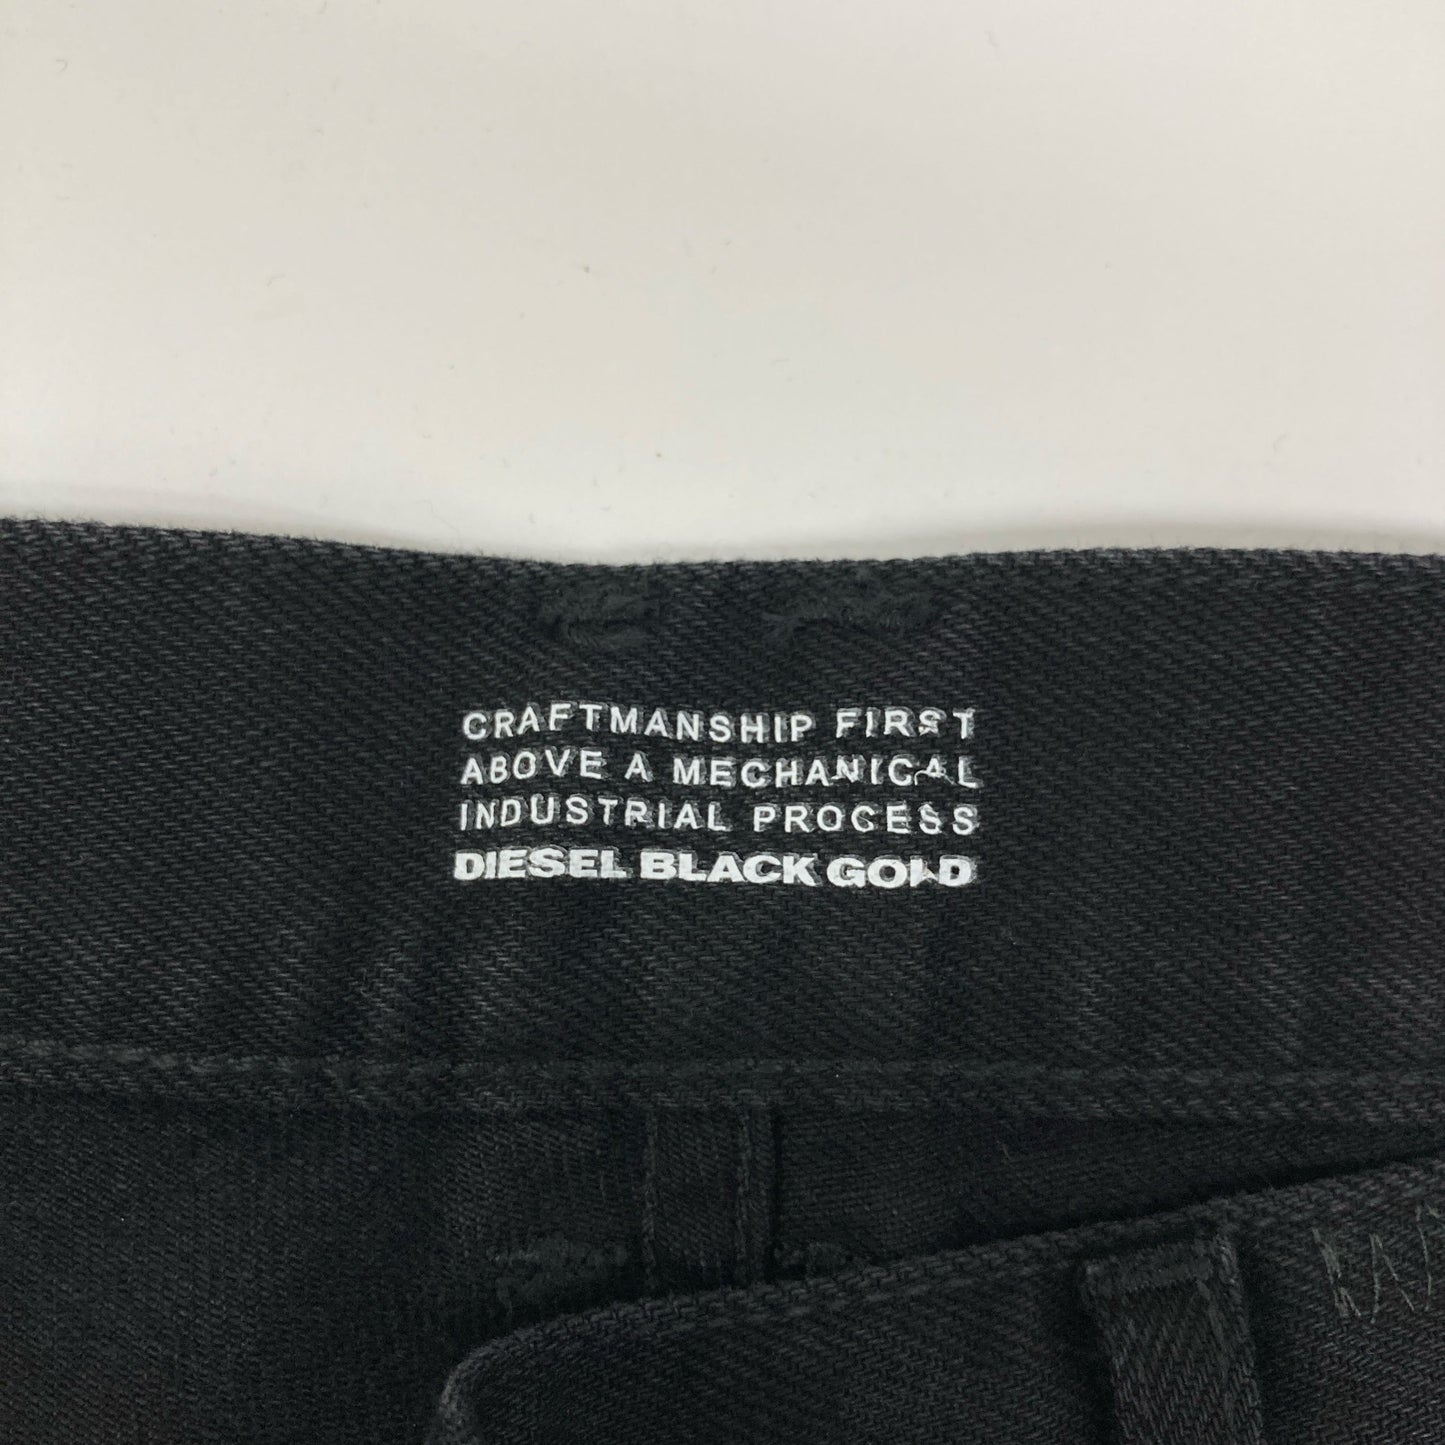 CRAFTMANSHIP FIRST
ABOVE A MECHANICAL
INDUSTRIAL PROCESS
DIESEL BLACK GOLD